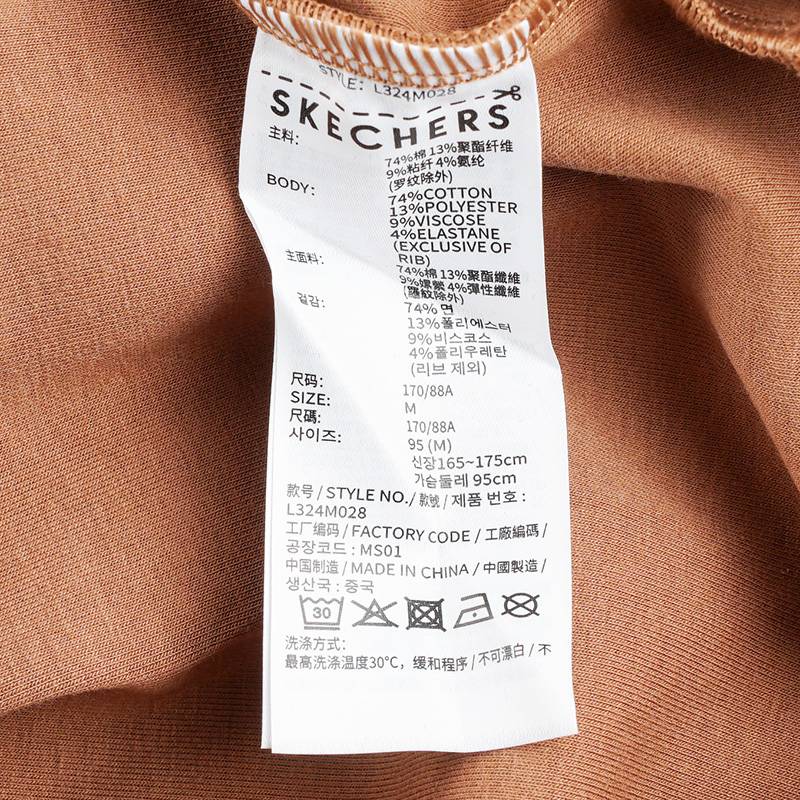 STYLE: L324M028
SKECHERS
主料:
74%棉 13%聚酯纤维
9%粘纤 4%氨纶
(罗纹除外)
BODY:
74%COTTON
13%POLYESTER
9%VISCOSE
4%ELASTANE
(EXCLUSIVE OF
RIB)
主面料:
74%棉 13%聚酯纖維
9%嫘縈 4%彈性纖維
(羅紋除外)
겉감:
74% 면
13%폴리에스터
9%비스코스
4%폴리우레탄
(리브 제외)
尺码: 170/88A
SIZE: M
尺碼: 170/88A
사이즈: 95 (M)
신장165~175cm
가슴둘레 95cm
款号 / STYLE NO./ 款號 / 제품 번호 :
L324M028
工厂编码 / FACTORY CODE / 工廠編碼 /
공장코드 : MS01
中国制造 / MADE IN CHINA / 中國製造 /
생산국 : 중국
30
洗涤方式:
最高洗涤温度30°C，缓和程序 / 不可漂白 / 不